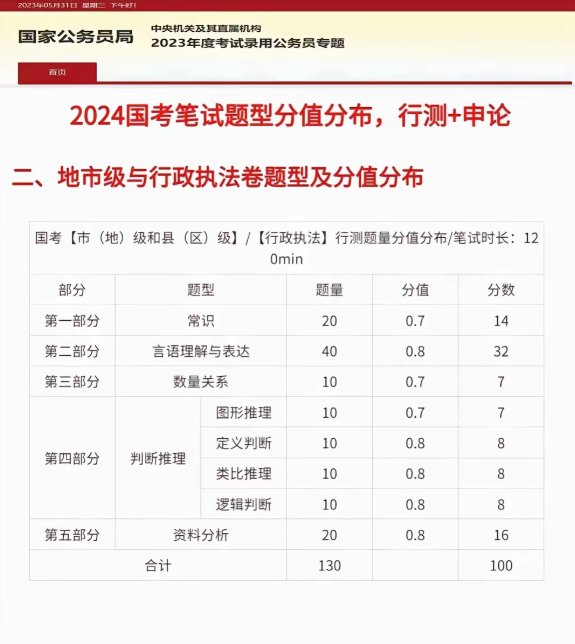 2023年05月31日 星期三 下午好!
国家公务员局
中央机关及其直属机构
2023年度考试录用公务员专题
首页
2024国考笔试题型分值分布，行测+申论
二、地市级与行政执法卷题型及分值分布
国考【市（地）级和县（区）级】/【行政执法】行测题量分值分布/笔试时长：12
0min
部分 题型 题量 分值 分数
第一部分 常识 20 0.7 14
第二部分 言语理解与表达 40 0.8 32
第三部分 数量关系 10 0.7 7
第四部分 判断推理 图形推理 10 0.7 7
定义判断 10 0.8 8
类比推理 10 0.8 8
逻辑判断 10 0.8 8
第五部分 资料分析 20 0.8 16
合计 130 100